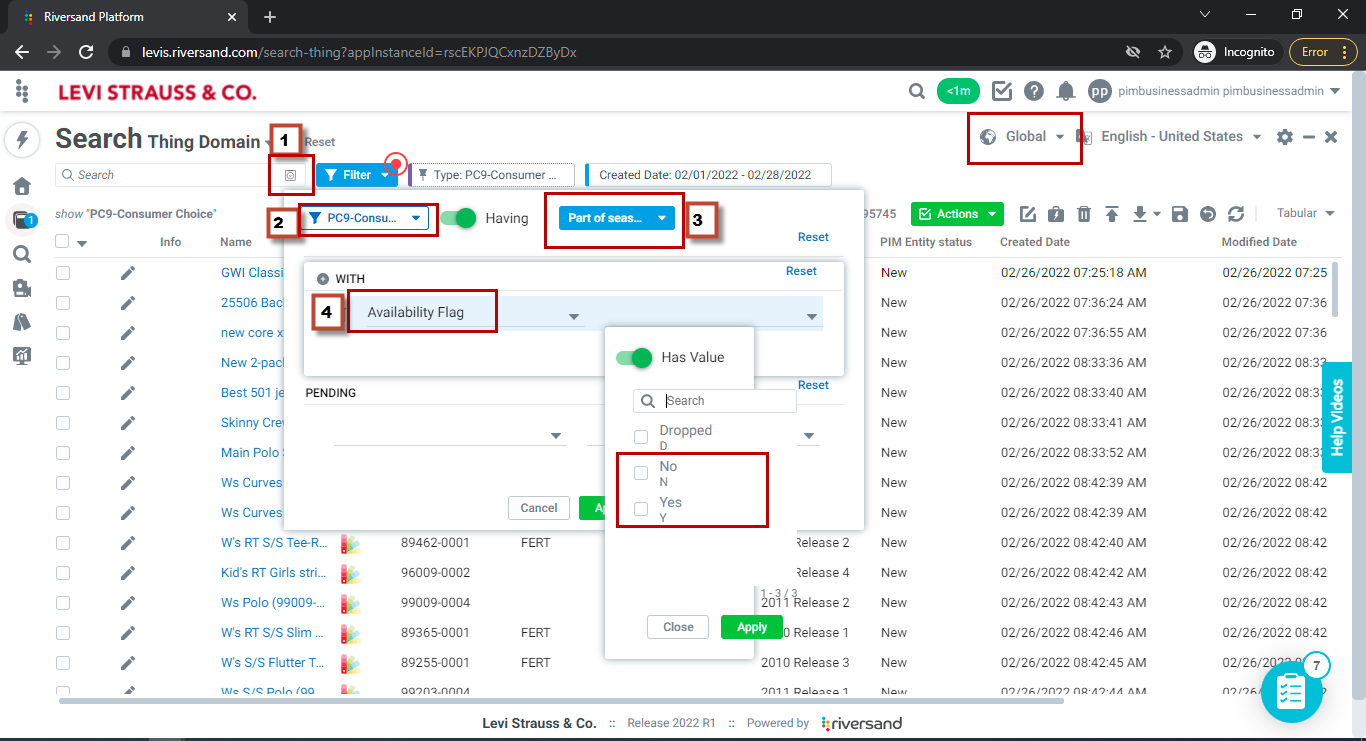 Riversand Platform
levis.riversand.com/search-thing?appInstanceId=rscEKPJQCxnzDZByDx
Incognito
Error
LEVI STRAUSS & CO.
<1m
pp
pimbusinessadmin pimbusinessadmin
Search Thing Domain
1
Reset
Global
English - United States
Search
Filter
Type: PC9-Consumer ...
Created Date: 02/01/2022 - 02/28/2022
show "PC9-Consumer Choice"
1
2
PC9-Consu...
Having
Part of seas...
3
95745
Actions
Tabular
Reset
Info
Name
PIM Entity status
Created Date
Modified Date
WITH
Reset
4
Availability Flag
Has Value
Search
Dropped
D
No
N
Yes
Y
1 - 3 / 3
Close
Apply
PENDING
Reset
Cancel
Ap
GWI Classi
New
02/26/2022 07:25:18 AM
02/26/2022 07:25
25506 Bac
New
02/26/2022 07:36:24 AM
02/26/2022 07:36
new core x
New
02/26/2022 07:36:55 AM
02/26/2022 07:36
New 2-pack
New
02/26/2022 08:33:36 AM
02/26/2022 08:33
Best 501 je
New
02/26/2022 08:33:40 AM
02/26/2022 08:33
Skinny Crew
New
02/26/2022 08:33:41 AM
02/26/2022 08:33
Main Polo S
New
02/26/2022 08:33:52 AM
02/26/2022 08:33
Ws Curves
New
02/26/2022 08:42:39 AM
02/26/2022 08:42
Ws Curves
New
02/26/2022 08:42:39 AM
02/26/2022 08:42
W's RT S/S Tee-R...
89462-0001
FERT
Release 2
New
02/26/2022 08:42:40 AM
02/26/2022 08:42
Kid's RT Girls stri...
96009-0002
Release 4
New
02/26/2022 08:42:42 AM
02/26/2022 08:42
Ws Polo (99009-...
99009-0004
2011 Release 2
New
02/26/2022 08:42:43 AM
02/26/2022 08:42
W's RT S/S Slim ...
89365-0001
FERT
0 Release 1
New
02/26/2022 08:42:46 AM
02/26/2022 08:42
W's S/S Flutter T...
89255-0001
FERT
2010 Release 3
New
02/26/2022 08:42:45 AM
02/26/2022 08:42
Ws S/S Polo (99
99203-0004
2011 Release 1
New
02/26/2022 08:42:44 AM
02/26/
Help Videos
7
Levi Strauss & Co. :: Release 2022 R1 :: Powered by riversand